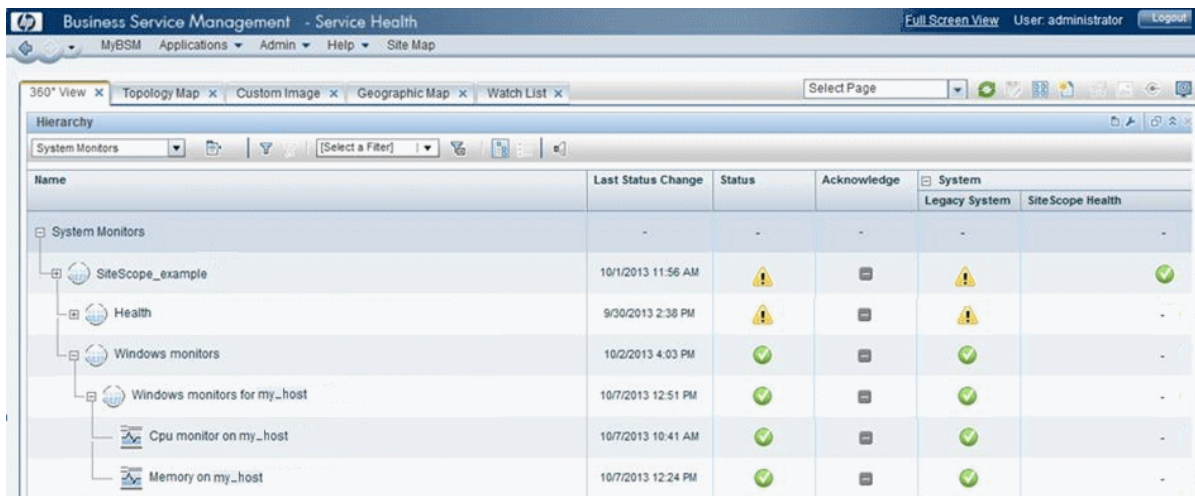 hp Business Service Management - Service Health Full Screen View User: administrator Logout
MyBSM Applications Admin Help Site Map
360° View Topology Map Custom Image Geographic Map Watch List Select Page
Hierarchy
System Monitors [Select a Filter]
Name Last Status Change Status Acknowledge System
Legacy System SiteScope Health
System Monitors - - - - -
SiteScope_example 10/1/2013 11:56 AM
Health 9/30/2013 2:38 PM -
Windows monitors 10/2/2013 4:03 PM -
Windows monitors for my_host 10/7/2013 12:51 PM -
Cpu monitor on my_host 10/7/2013 10:41 AM -
Memory on my_host 10/7/2013 12:24 PM -